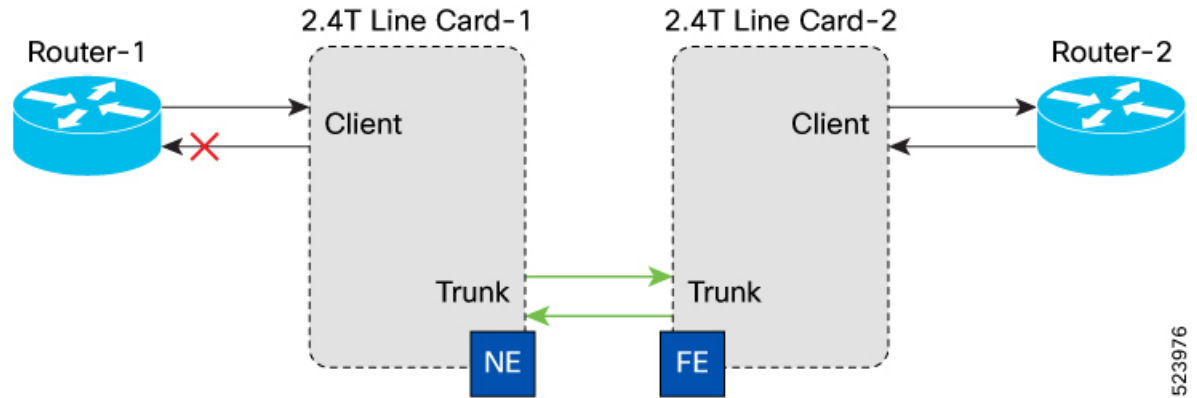 2.4T Line Card-1
2.4T Line Card-2
Router-1
Router-2
Client
Client
Trunk
Trunk
NE
FE
523976